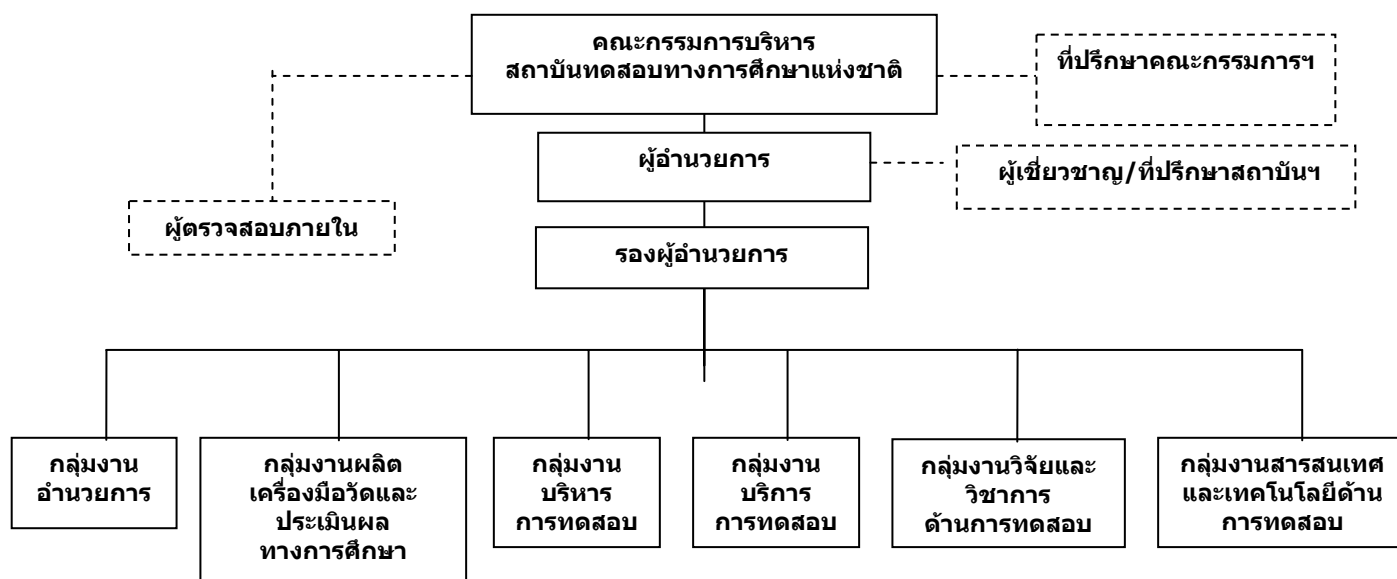 คณะกรรมการบริหาร
สถาบันทดสอบทางการศึกษาแห่งชาติ
ที่ปรึกษาคณะกรรมการฯ
ผู้อำนวยการ
ผู้เชี่ยวชาญ/ที่ปรึกษาสถาบันฯ
ผู้ตรวจสอบภายใน
รองผู้อำนวยการ
กลุ่มงาน
อำนวยการ
กลุ่มงานผลิต
เครื่องมือวัดและ
ประเมินผล
ทางการศึกษา
กลุ่มงาน
บริหาร
การทดสอบ
กลุ่มงาน
บริการ
การทดสอบ
กลุ่มงานวิจัยและ
วิชาการ
ด้านการทดสอบ
กลุ่มงานสารสนเทศ
และเทคโนโลยีด้าน
การทดสอบ